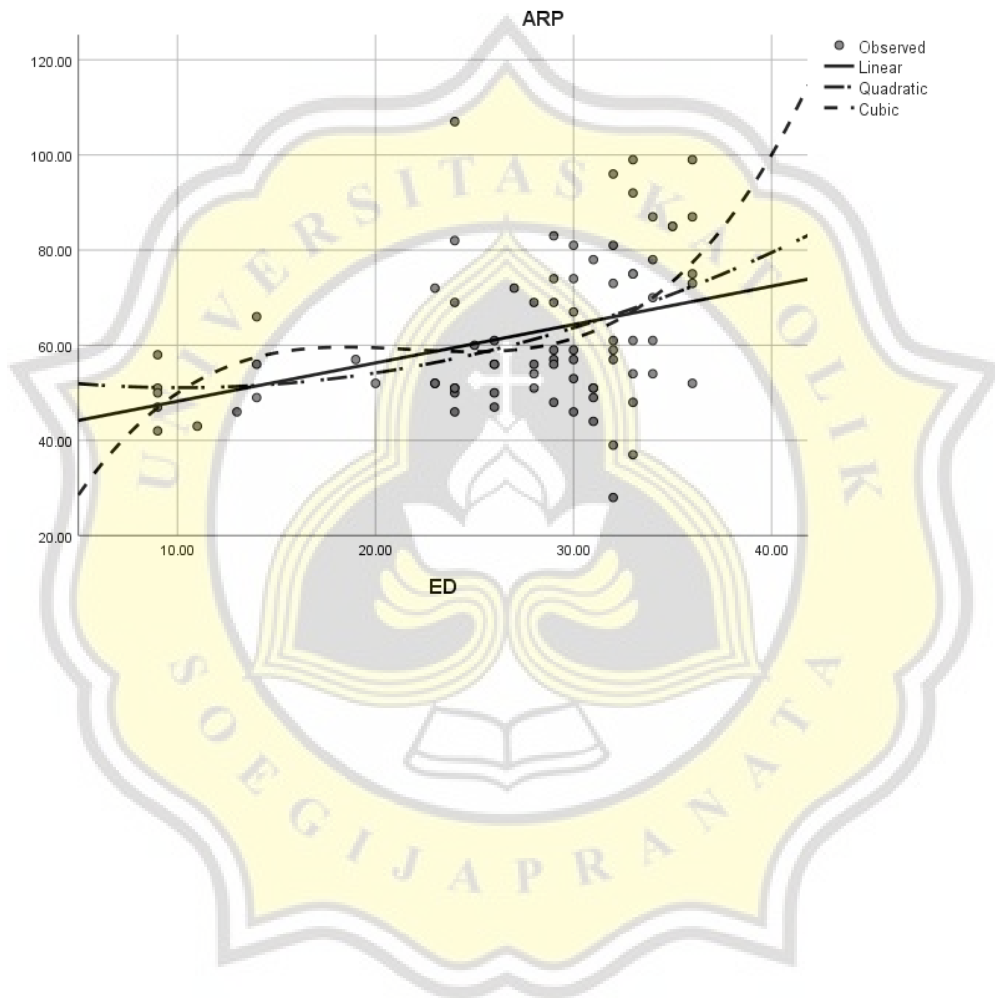 ARP
Observed
Linear
Quadratic
Cubic
120.00
100.00
80.00
60.00
40.00
20.00
10.00
20.00
30.00
40.00
ED
UNIVERSITAS KATOLIK
SOEGIJAPRANATA